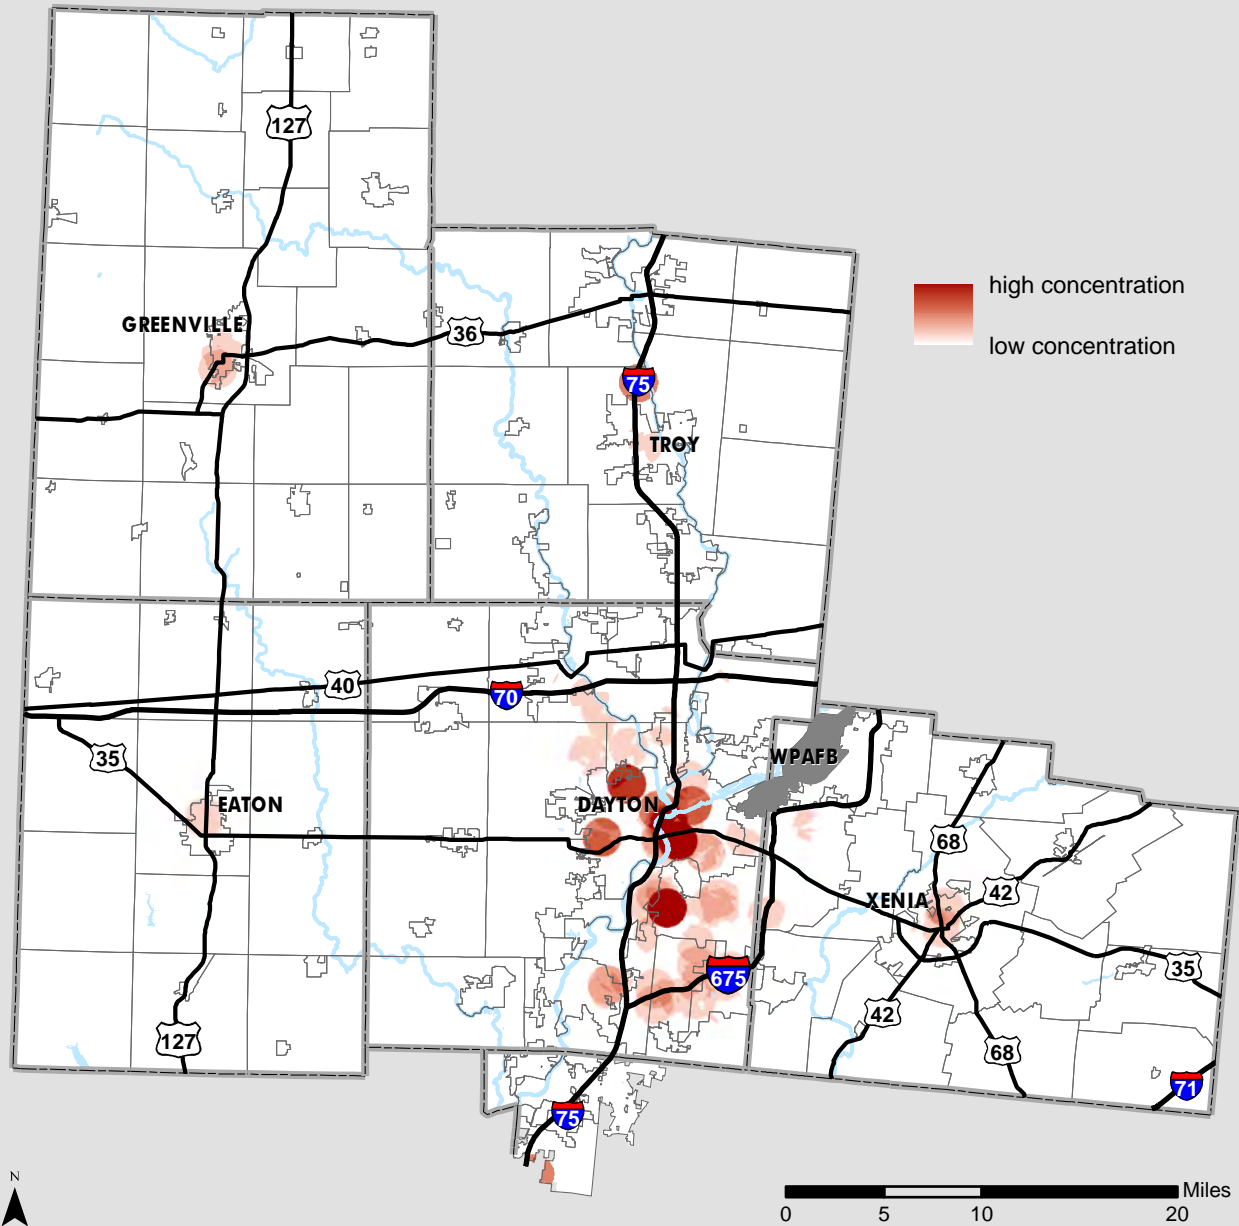 127
high concentration
GREENVILLE
36
low concentration
75
TROY
40
70
35
WPAFB
EATON
DAYTON
68
42
XENIA
35
675
42
127
68
71
75
N
Miles
0 5 10 20